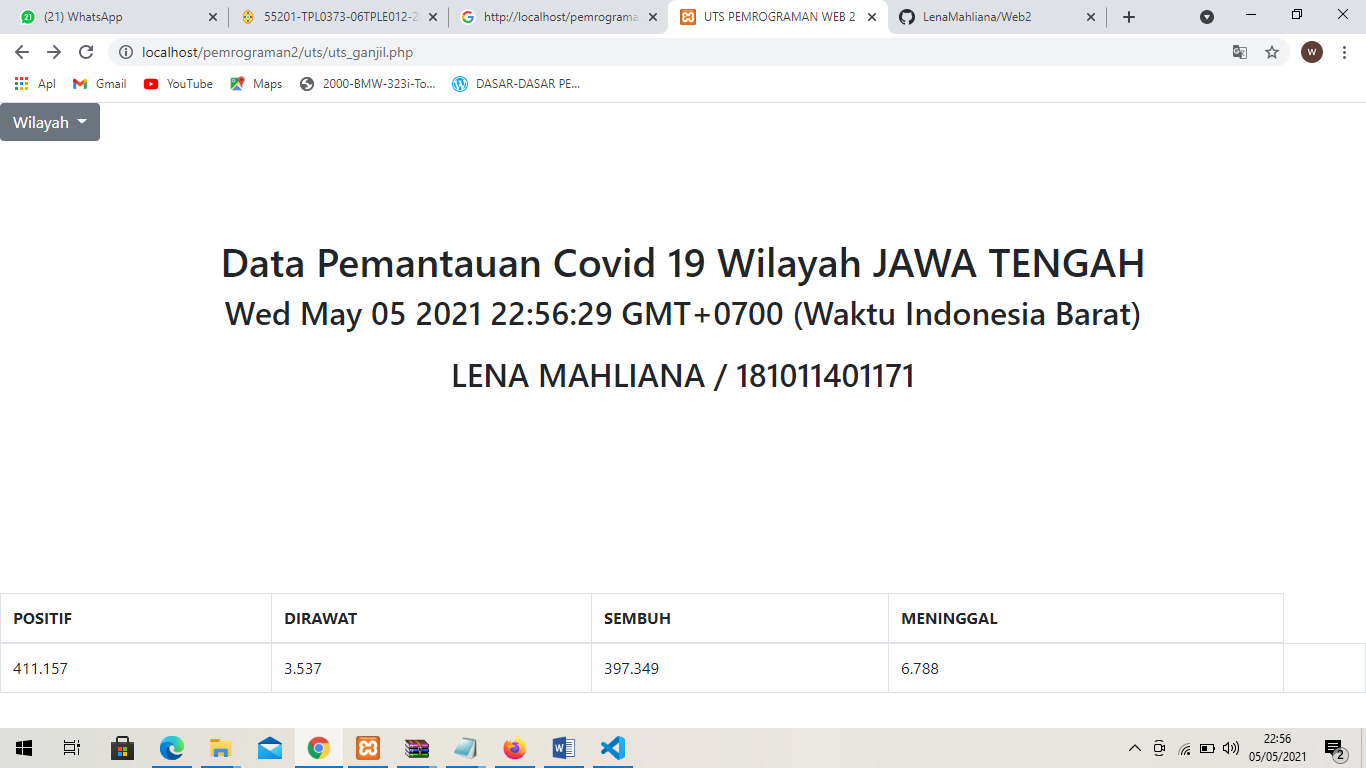 (21) WhatsApp
55201-TPL0373-06TPLE012-2
http://localhost/pemrograma
UTS PEMROGRAMAN WEB 2
LenaMahliana/Web2
localhost/pemrograman2/uts/uts_ganjil.php
W
Apl
Gmail
YouTube
Maps
2000-BMW-323i-To...
DASAR-DASAR PE...
Wilayah
Data Pemantauan Covid 19 Wilayah JAWA TENGAH
Wed May 05 2021 22:56:29 GMT+0700 (Waktu Indonesia Barat)
LENA MAHLIANA / 181011401171
POSITIF DIRAWAT SEMBUH MENINGGAL
411.157 3.537 397.349 6.788
22:56
05/05/2021
2